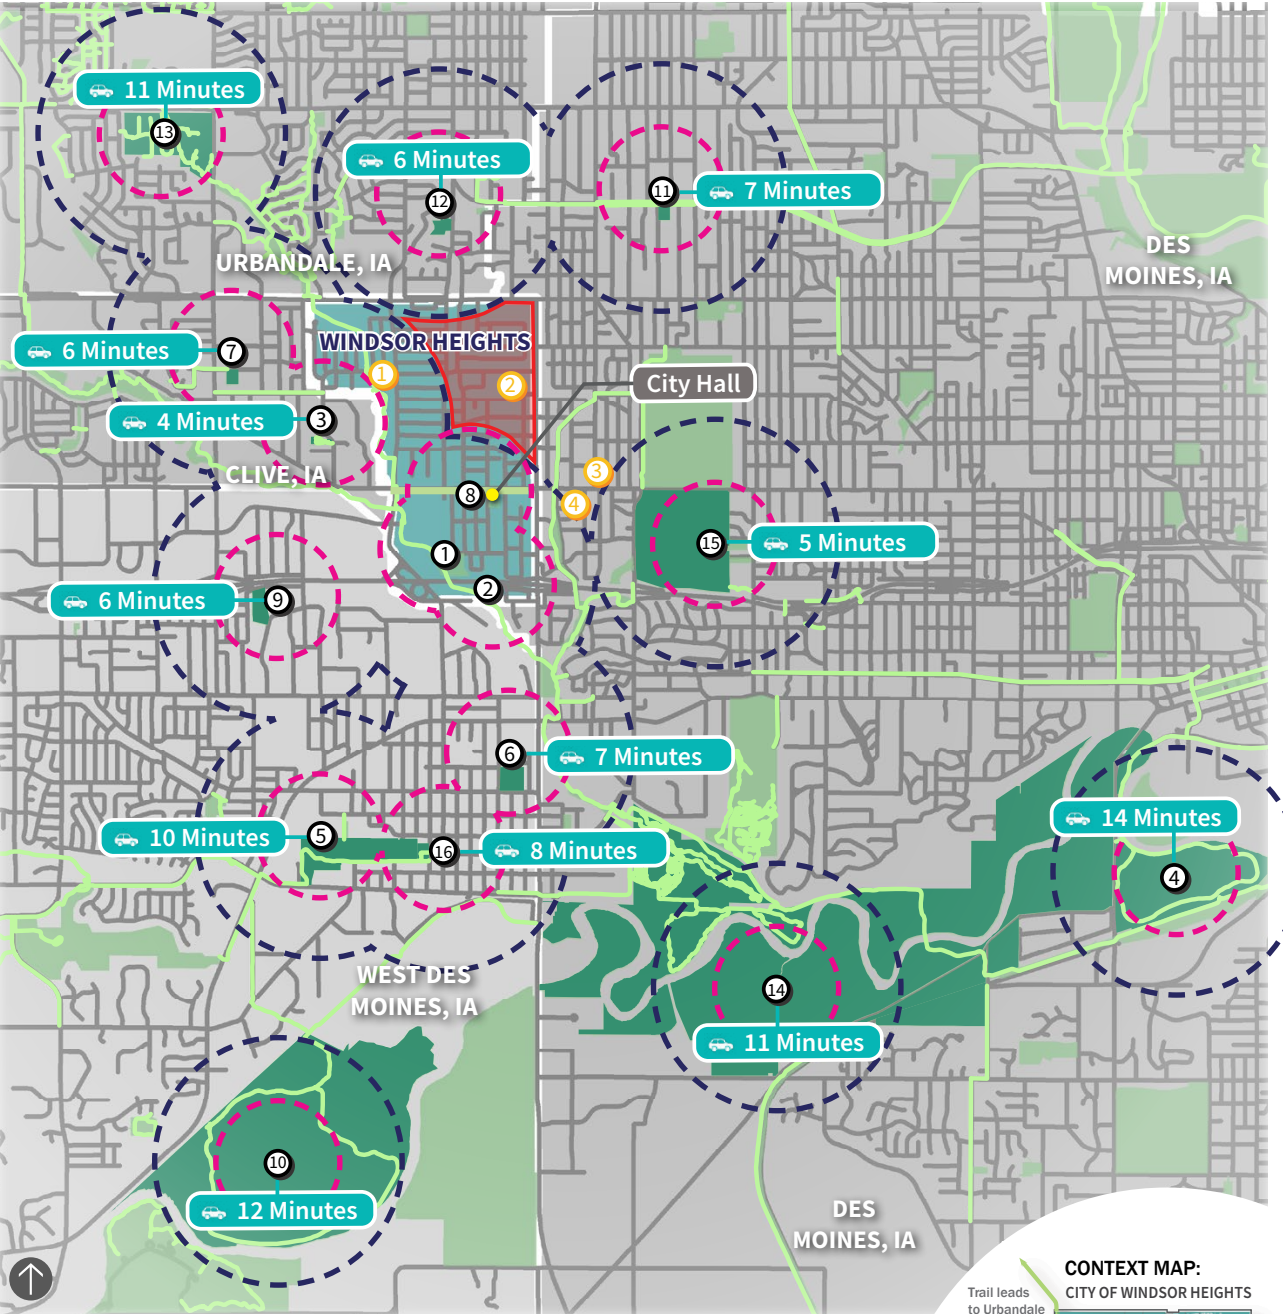 11 Minutes
13
6 Minutes
12
11
7 Minutes
DES
MOINES, IA
URBANDALE, IA
WINDSOR HEIGHTS
6 Minutes
7
1
2
City Hall
4 Minutes
3
CLIVE, IA
3
4
8
1
2
15
5 Minutes
6 Minutes
9
6
7 Minutes
10 Minutes
5
16
8 Minutes
14 Minutes
4
WEST DES
MOINES, IA
14
11 Minutes
10
12 Minutes
DES
MOINES, IA
CONTEXT MAP:
CITY OF WINDSOR HEIGHTS
Trail leads
to Urbandale